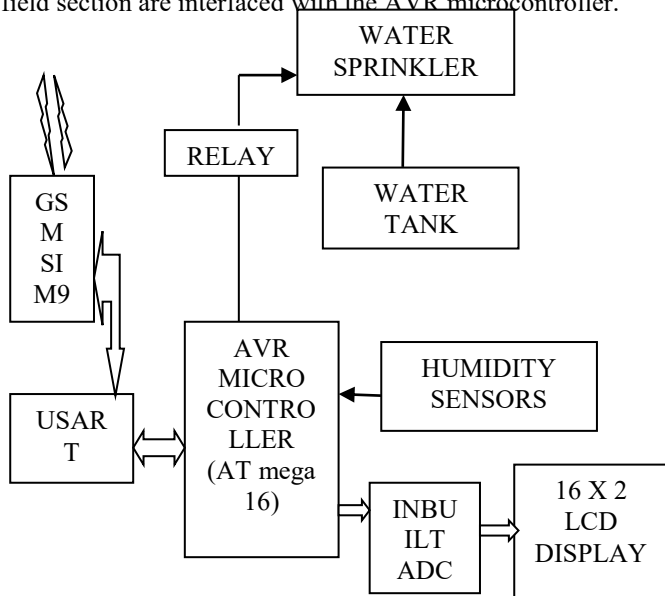 field section are interfaced with the AVR microcontroller.
WATER
SPRINKLER
RELAY
WATER
TANK
GS
M
SI
M9
AVR
MICRO
CONTRO
LLER
(AT mega
16)
HUMIDITY
SENSORS
USAR
T
INBU
ILT
ADC
16 X 2
LCD
DISPLAY